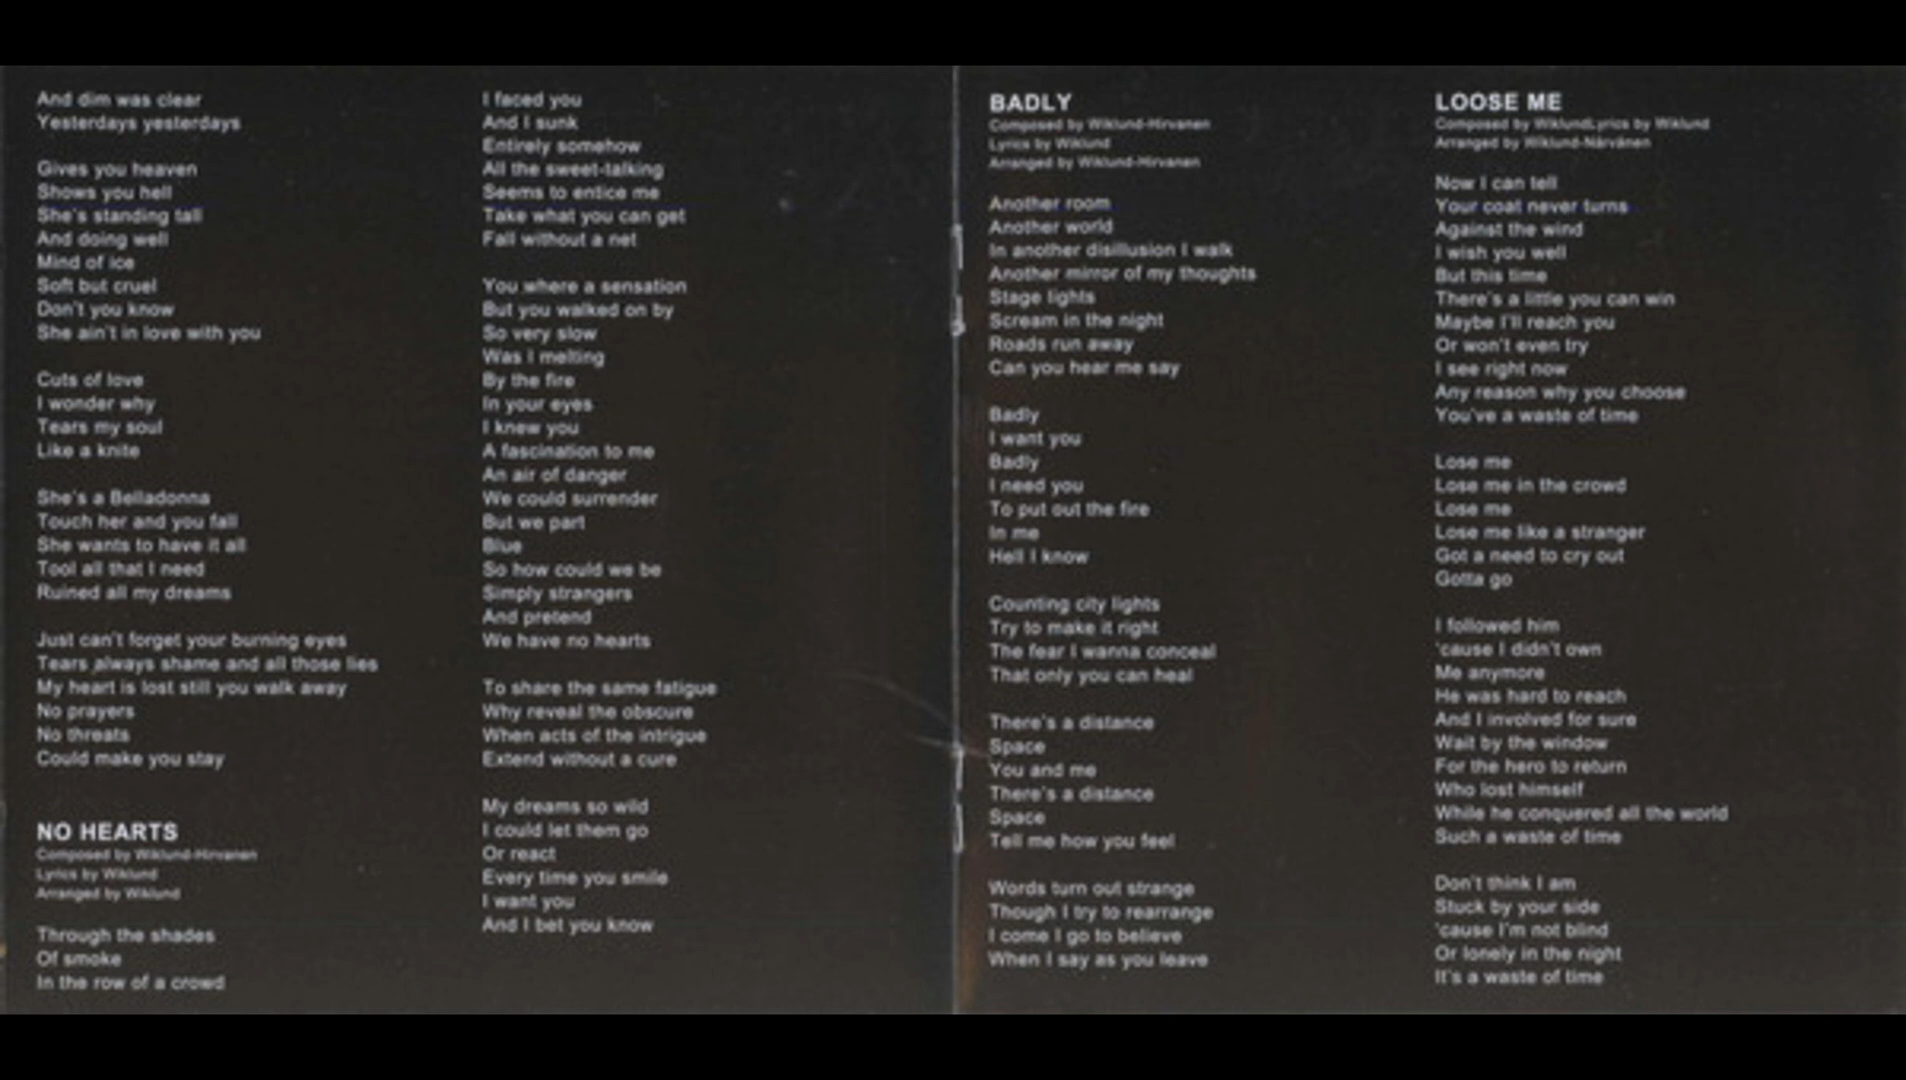 And dim was clear
Yesterdays yesterdays
Gives you heaven
Shows you hell
She's standing tall
And doing well
Mind of ice
Soft but cruel
Don't you know
She ain't in love with you
Cuts of love
I wonder why
Tears my soul
Like a knife
She's a Belladonna
Touch her and you fall
She wants to have it all
Tool all that I need
Ruined all my dreams
Just can't forget your burning eyes
Tears always shame and all those lies
My heart is lost still you walk away
No prayers
No threats
Could make you stay
NO HEARTS
Composed by Wiklund-Hirvanen
Lyrics by Wiklund
Arranged by Wiklund
Through the shades
Of smoke
In the row of a crowd
I faced you
And I sunk
Entirely somehow
All the sweet-talking
Seems to entice me
Take what you can get
Fall without a net
You where a sensation
But you walked on by
So very slow
Was I melting
By the fire
In your eyes
I knew you
A fascination to me
An air of danger
We could surrender
But we part
Blue
So how could we be
Simply strangers
And pretend
We have no hearts
To share the same fatigue
Why reveal the obscure
When acts of the intrigue
Extend without a cure
My dreams so wild
I could let them go
Or react
Every time you smile
I want you
And I bet you know
BADLY
Composed by Wiklund-Hirvanen
Lyrics by Wiklund
Arranged by Wiklund-Hirvanen
Another room
Another world
In another disillusion I walk
Another mirror of my thoughts
Stage lights
Scream in the night
Roads run away
Can you hear me say
Badly
I want you
Badly
I need you
To put out the fire
In me
Hell I know
Counting city lights
Try to make it right
The fear I wanna conceal
That only you can heal
There's a distance
Space
You and me
There's a distance
Space
Tell me how you feel
Words turn out strange
Though I try to rearrange
I come I go to believe
When I say as you leave
LOOSE ME
Composed by WiklundLyrics by Wiklund
Arranged by Wiklund-Närvänen
Now I can tell
Your coat never turns
Against the wind
I wish you well
But this time
There's a little you can win
Maybe I'll reach you
Or won't even try
I see right now
Any reason why you choose
You've a waste of time
Lose me
Lose me in the crowd
Lose me
Lose me like a stranger
Got a need to cry out
Gotta go
I followed him
'cause I didn't own
Me anymore
He was hard to reach
And I involved for sure
Wait by the window
For the hero to return
Who lost himself
While he conquered all the world
Such a waste of time
Don't think I am
Stuck by your side
'cause I'm not blind
Or lonely in the night
It's a waste of time